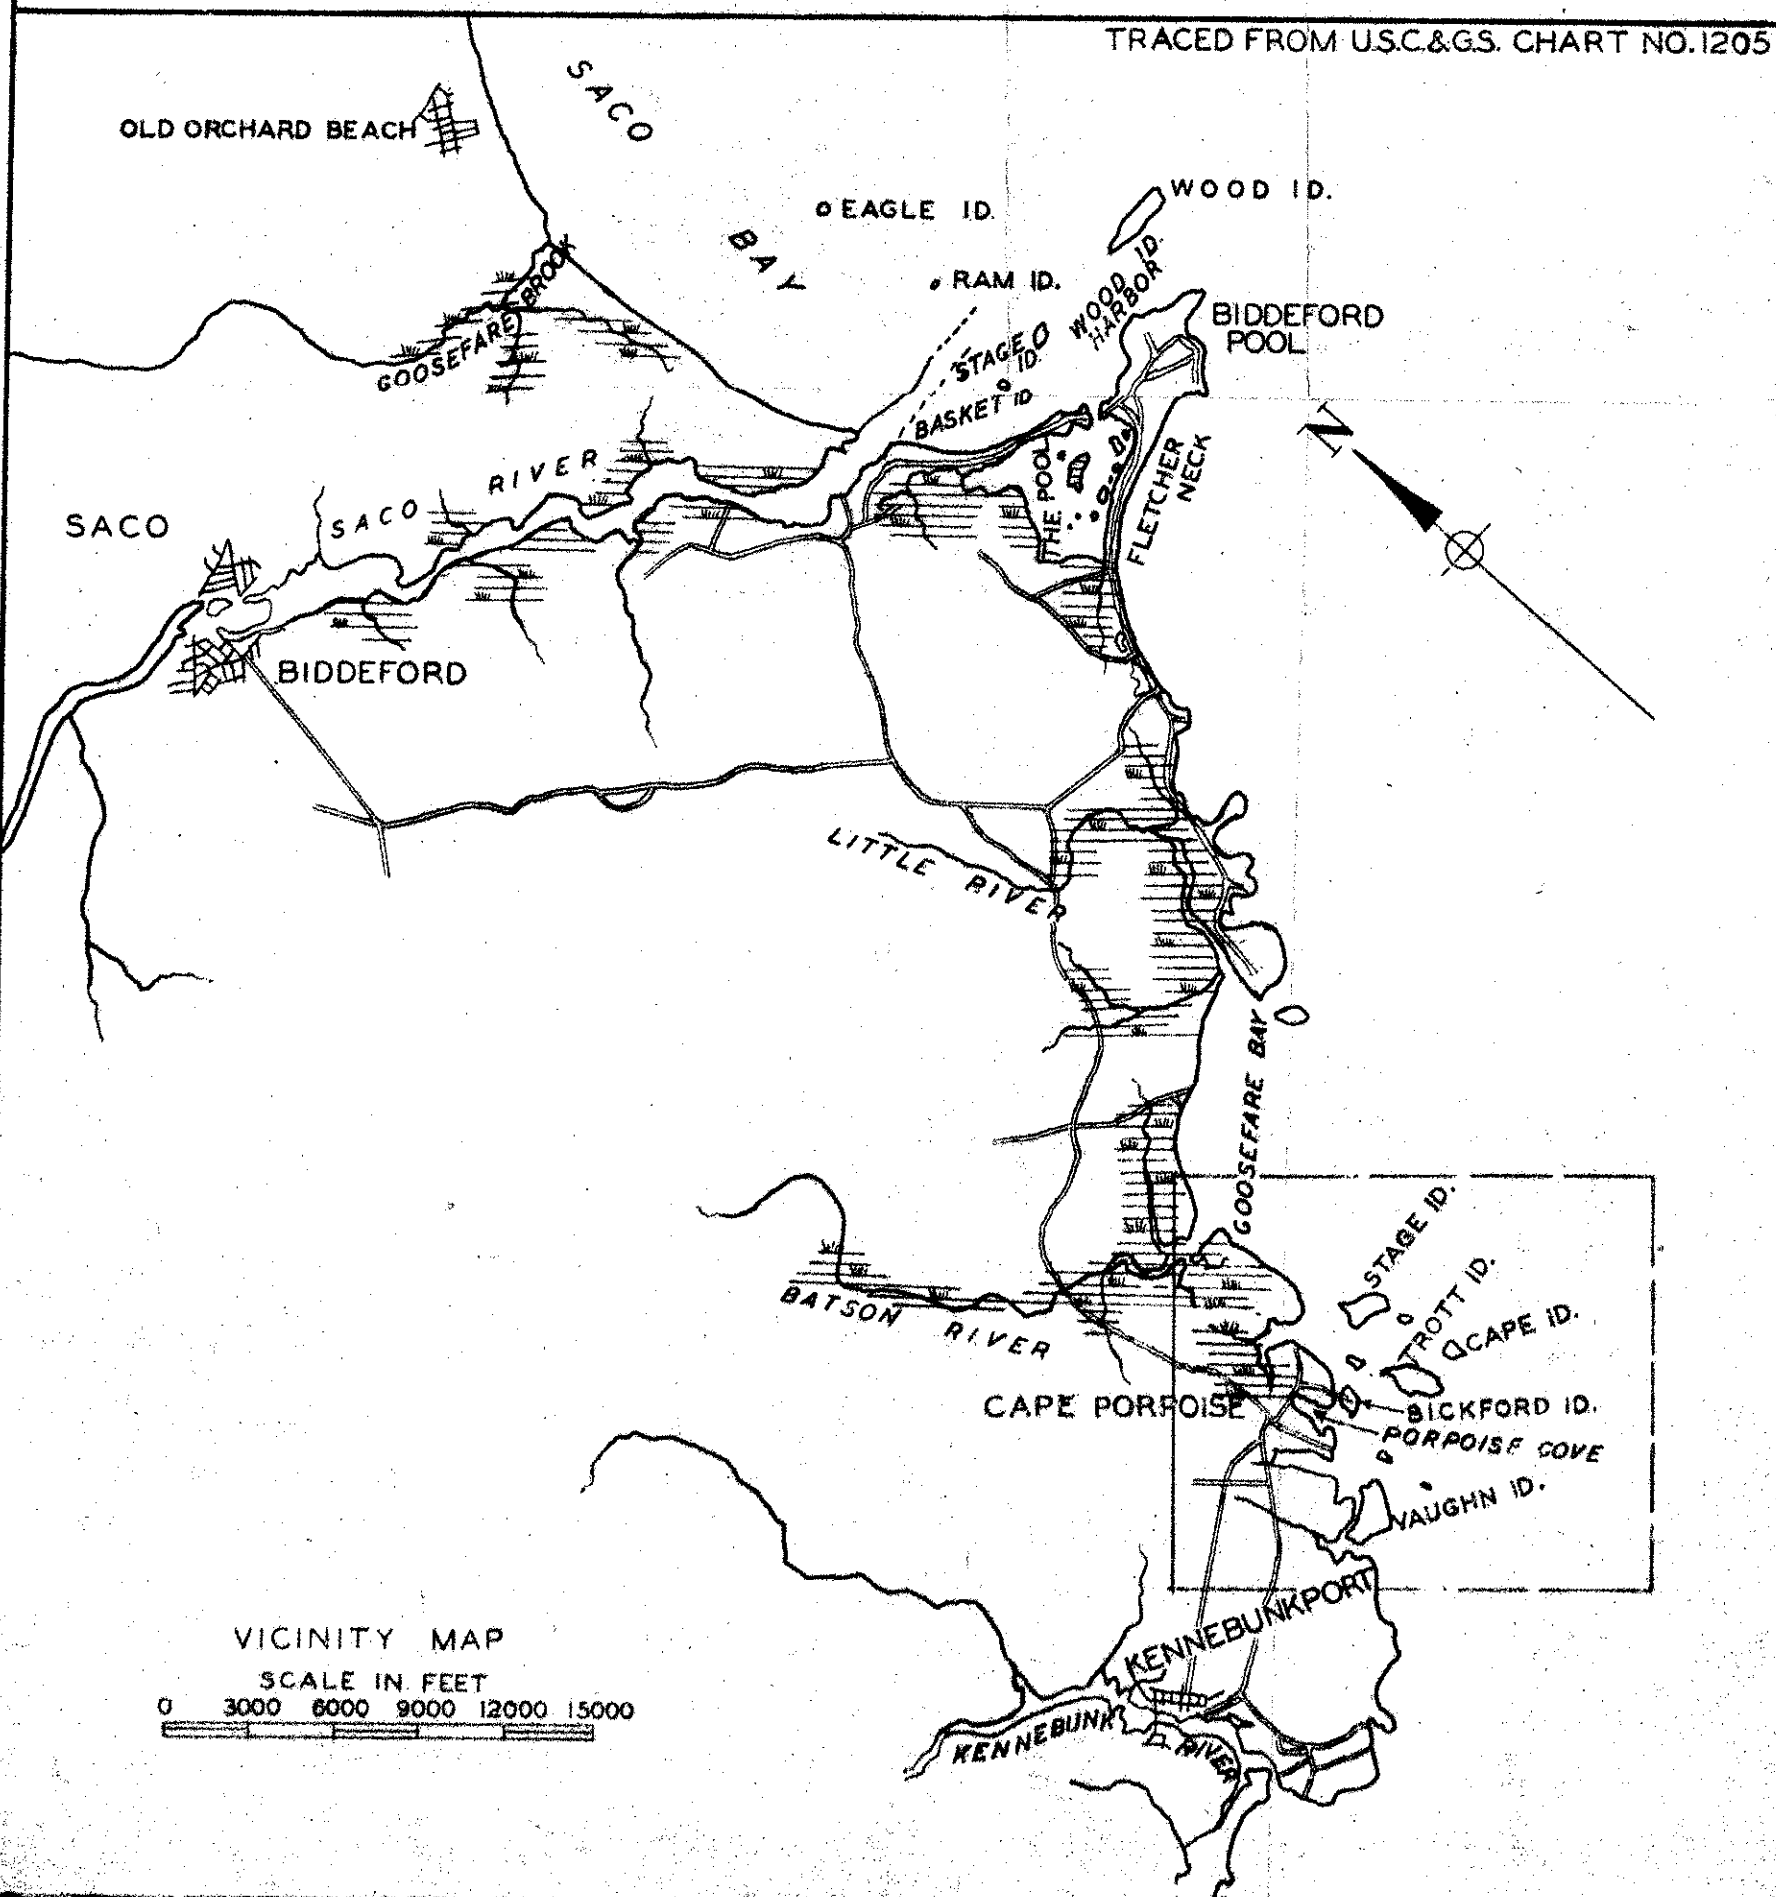 TRACED FROM U.S.C.&G.S. CHART NO. 1205
SACO
BAY
OLD ORCHARD BEACH
WOOD ID.
EAGLE ID.
RAM ID.
WOOD ID.
HARBOR
BIDDEFORD
POOL
STAGE
ID.
BASKET ID
GOOSEFARE BROOK
THE POOL
FLETCHER
NECK
N
SACO RIVER
SACO
BIDDEFORD
LITTLE RIVER
GOOSEFARE BAY
STAGE ID.
TROTT ID.
CAPE ID.
BATSON RIVER
CAPE PORPOISE
BICKFORD ID.
PORPOISE COVE
VAUGHN ID.
KENNEBUNKPORT
KENNEBUNK RIVER
VICINITY MAP
SCALE IN FEET
0 3000 6000 9000 12000 15000